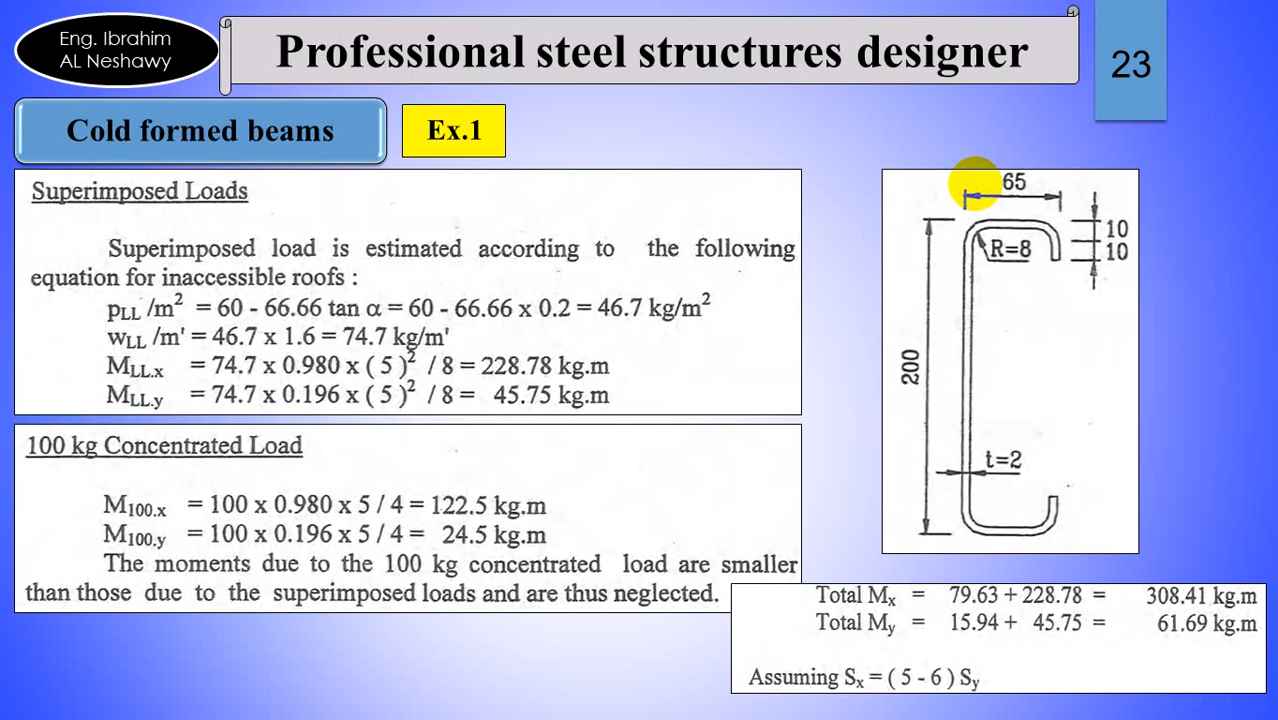 Eng. Ibrahim
AL Neshawy
Professional steel structures designer
23
Cold formed beams
Ex.1
Superimposed Loads
Superimposed load is estimated according to the following
equation for inaccessible roofs :
pLL /m² = 60 - 66.66 tan α = 60 - 66.66 x 0.2 = 46.7 kg/m²
wLL /m' = 46.7 x 1.6 = 74.7 kg/m'
MLL.x = 74.7 x 0.980 x ( 5 )² / 8 = 228.78 kg.m
MLL.y = 74.7 x 0.196 x ( 5 )² / 8 = 45.75 kg.m
100 kg Concentrated Load
M100.x = 100 x 0.980 x 5 / 4 = 122.5 kg.m
M100.y = 100 x 0.196 x 5 / 4 = 24.5 kg.m
The moments due to the 100 kg concentrated load are smaller
than those due to the superimposed loads and are thus neglected.
65
10
R=8
10
200
t=2
Total Mx = 79.63 + 228.78 = 308.41 kg.m
Total My = 15.94 + 45.75 = 61.69 kg.m
Assuming Sx = ( 5 - 6 ) Sy